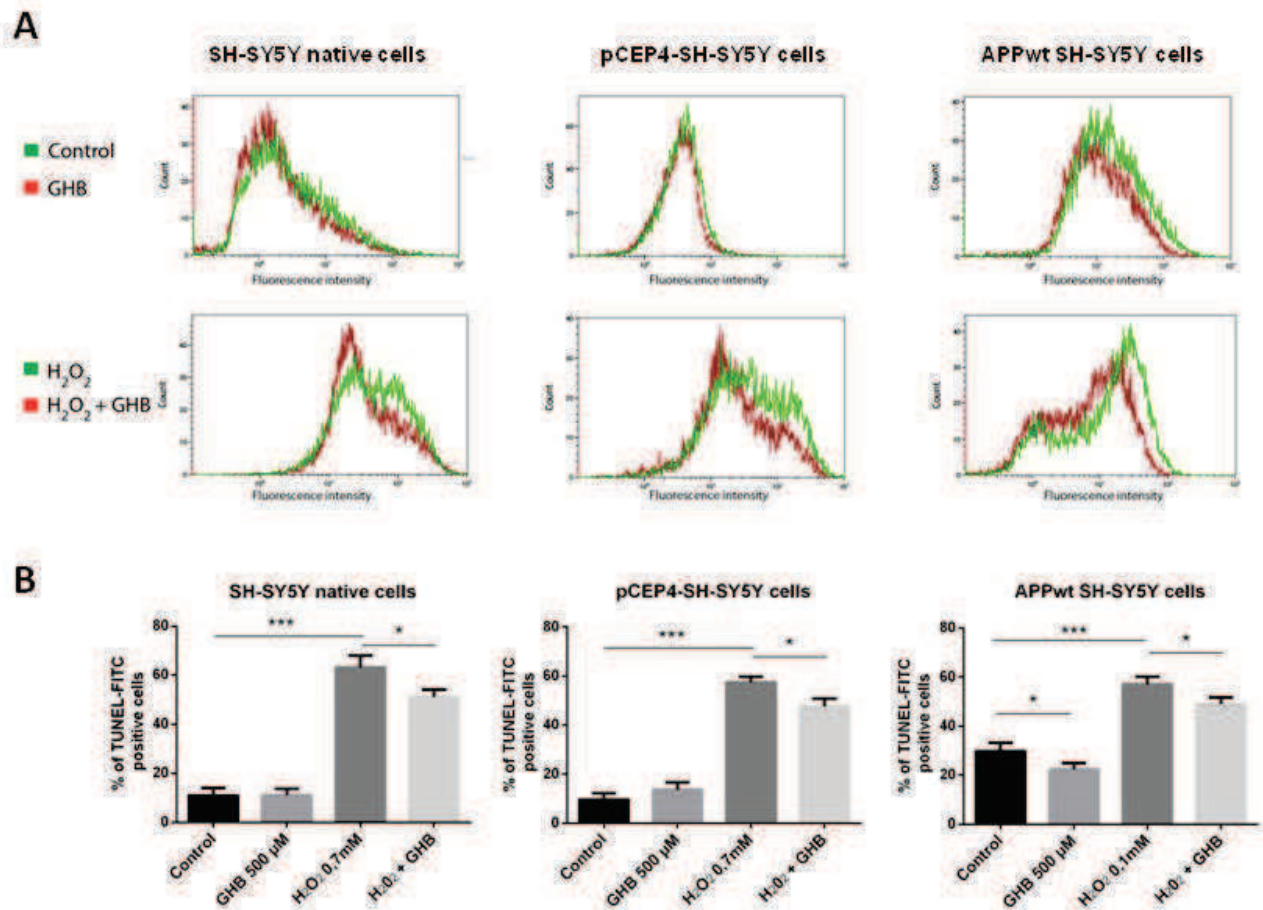 A
SH-SY5Y native cells
pCEP4-SH-SY5Y cells
APPwt SH-SY5Y cells
Control
GHB
Count
Fluorescence intensity
Count
Fluorescence intensity
Count
Fluorescence intensity
H₂O₂
H₂O₂ + GHB
Count
Fluorescence intensity
Count
Fluorescence intensity
Count
Fluorescence intensity
B
SH-SY5Y native cells
% of TUNEL-FITC
positive cells
80
60
40
20
0
***
*
Control
GHB 500 µM
H₂O₂ 0.7mM
H₂0₂ + GHB
pCEP4-SH-SY5Y cells
% of TUNEL-FITC
positive cells
80
60
40
20
0
***
*
Control
GHB 500 µM
H₂O₂ 0.7mM
H₂0₂ + GHB
APPwt SH-SY5Y cells
% of TUNEL-FITC
positive cells
80
60
40
20
0
***
*
*
Control
GHB 500 µM
H₂O₂ 0.1mM
H₂0₂ + GHB